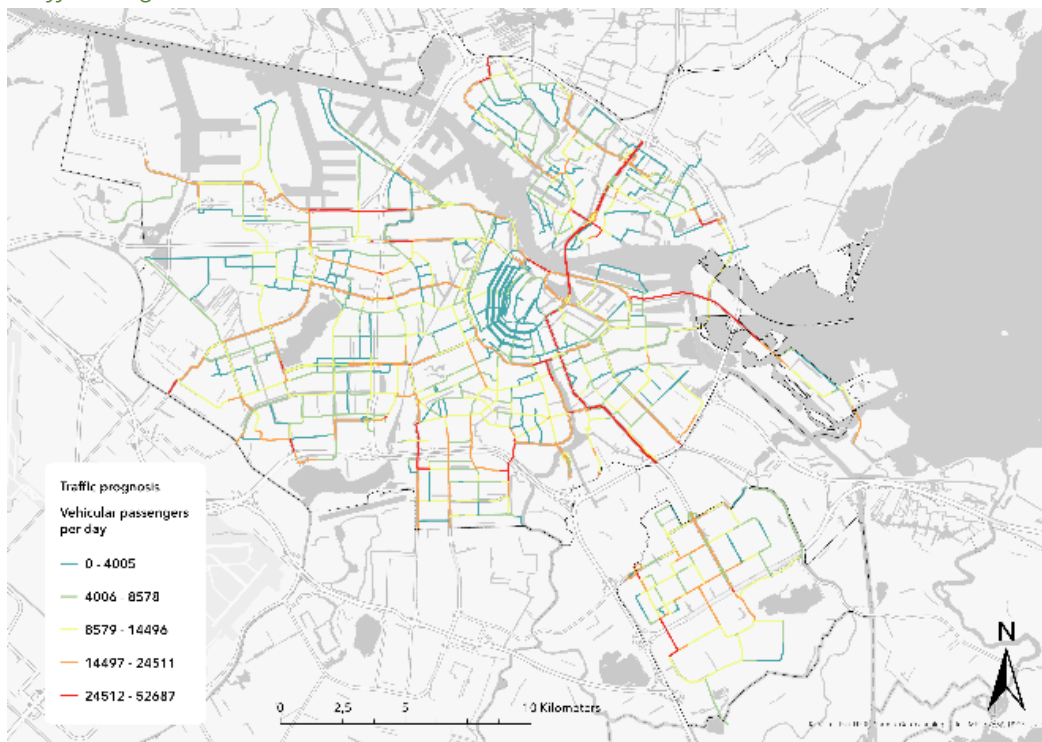 Traffic prognosis
Vehicular passengers
per day
0 - 4005
4006 - 8578
8579 - 14496
14497 - 24511
24512 - 52687
0 2,5 5 10 Kilometers
N